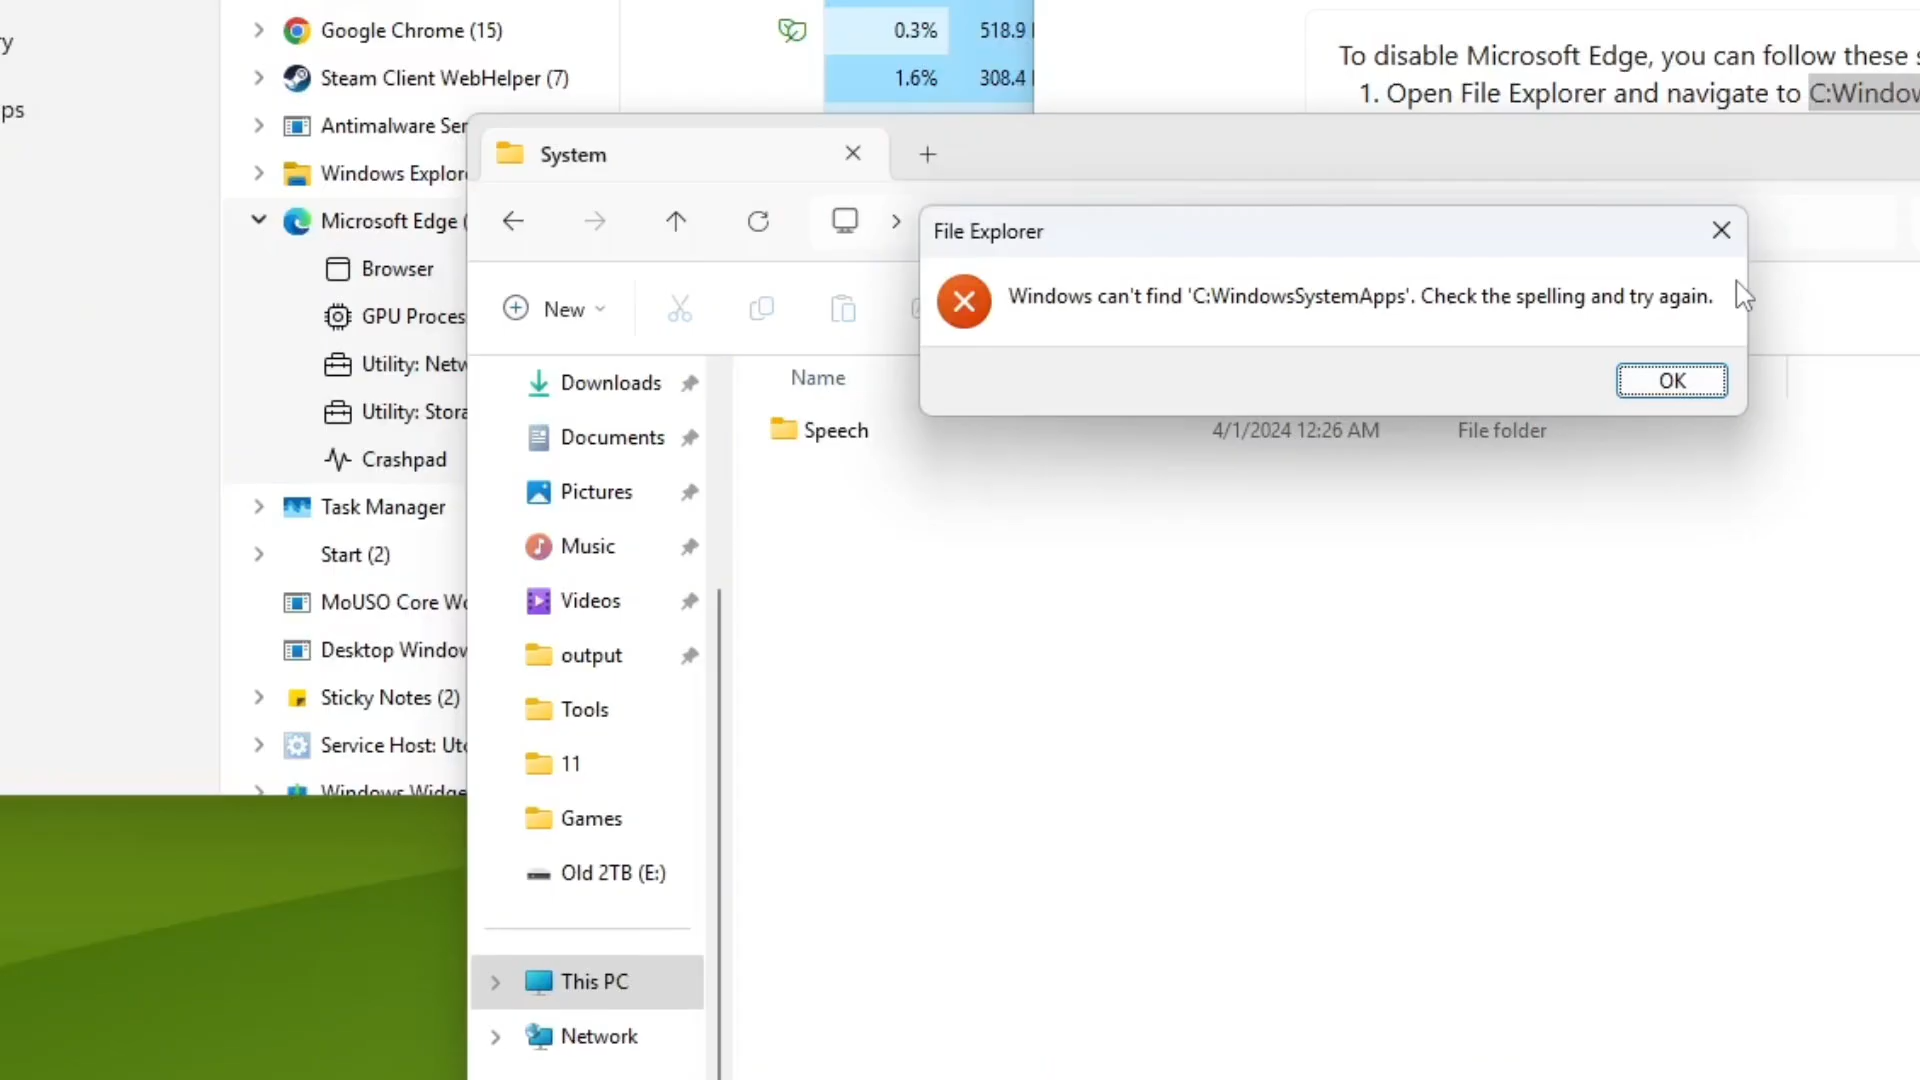 ry
ps
Google Chrome (15)
0.3%
518.9
Steam Client WebHelper (7)
1.6%
308.4
Antimalware Ser
Windows Explor
Microsoft Edge (
Browser
GPU Proces
Utility: Netw
Utility: Stora
Crashpad
Task Manager
Start (2)
MoUSO Core Wo
Desktop Window
Sticky Notes (2)
Service Host: Utc
Windows Widge
To disable Microsoft Edge, you can follow these s
1. Open File Explorer and navigate to C:Window
System
New
File Explorer
Windows can't find 'C:WindowsSystemApps'. Check the spelling and try again.
OK
Downloads
Documents
Pictures
Music
Videos
output
Tools
11
Games
Old 2TB (E:)
This PC
Network
Name
Speech
4/1/2024 12:26 AM
File folder